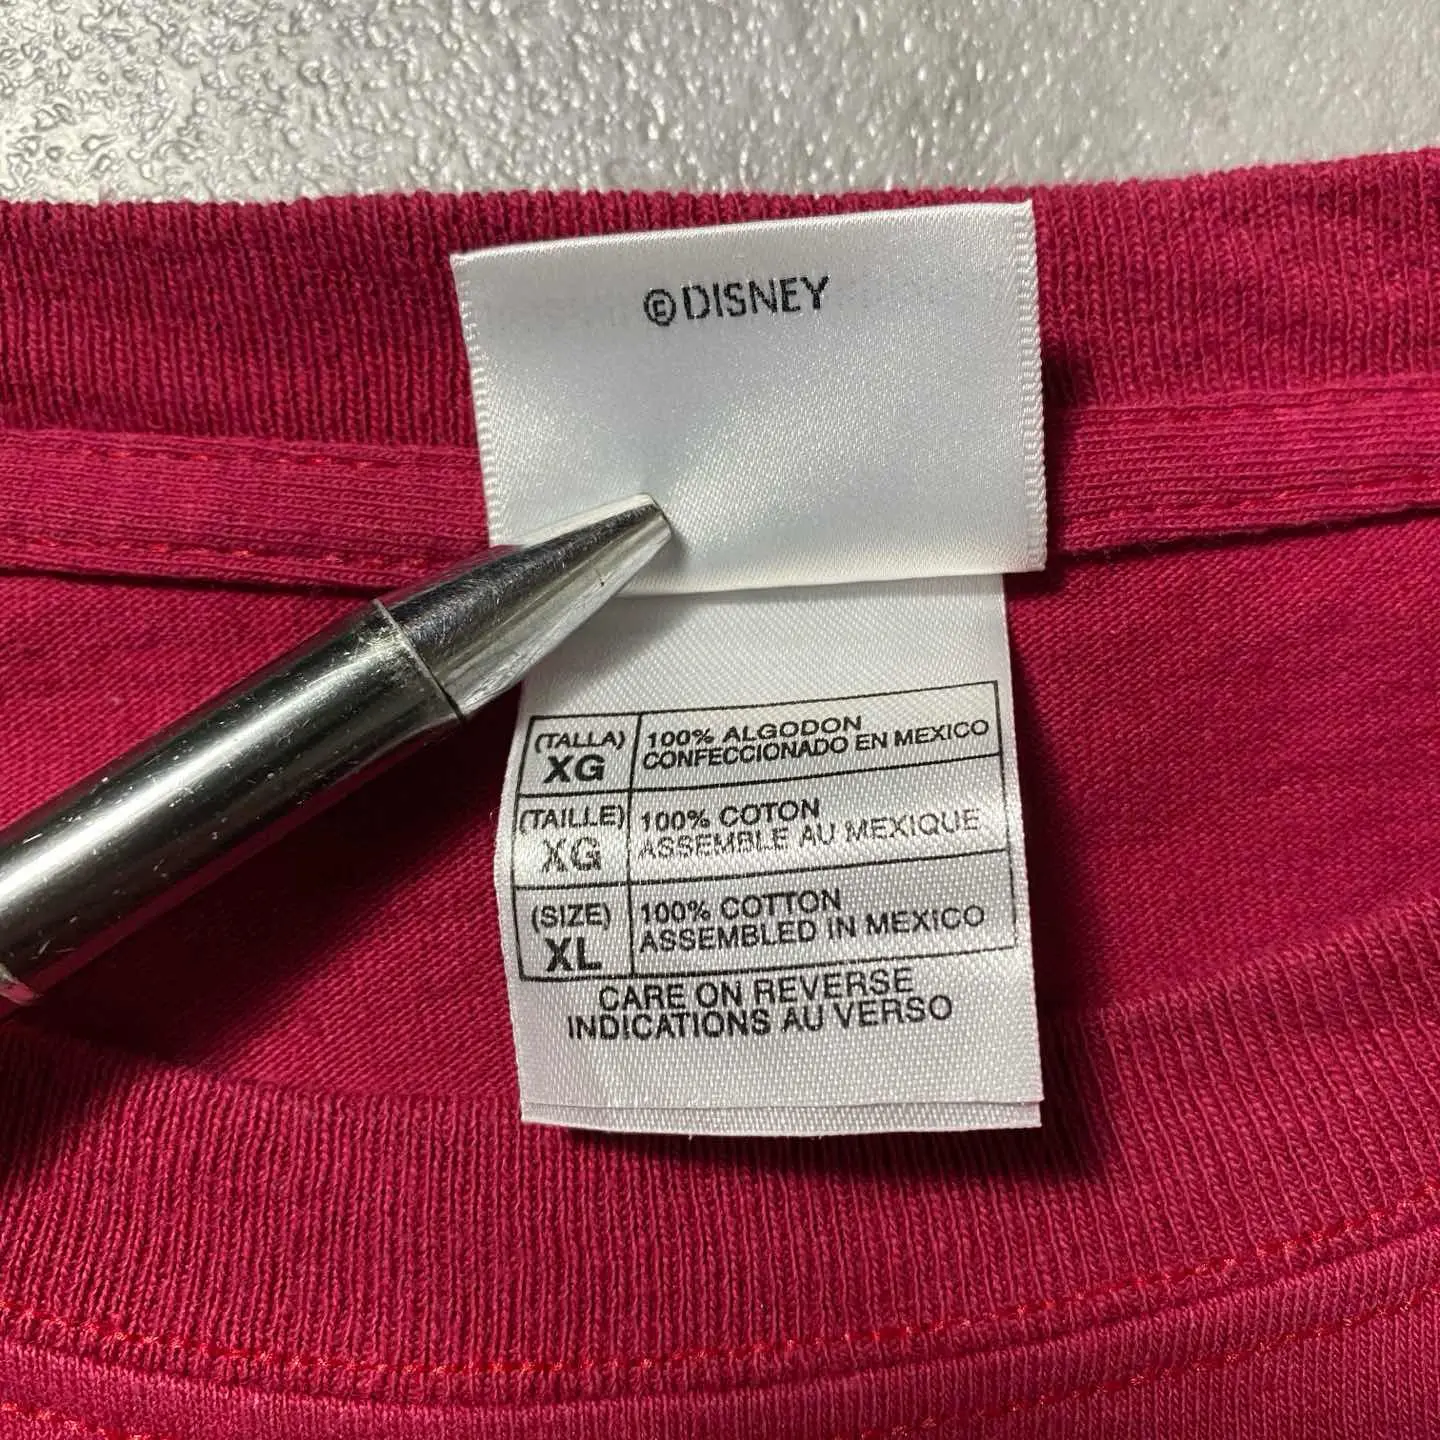 ©DISNEY
(TALLA) 100% ALGODON
XG CONFECCIONADO EN MEXICO
(TAILLE) 100% COTON
XG ASSEMBLE AU MEXIQUE
(SIZE) 100% COTTON
XL ASSEMBLED IN MEXICO
CARE ON REVERSE
INDICATIONS AU VERSO